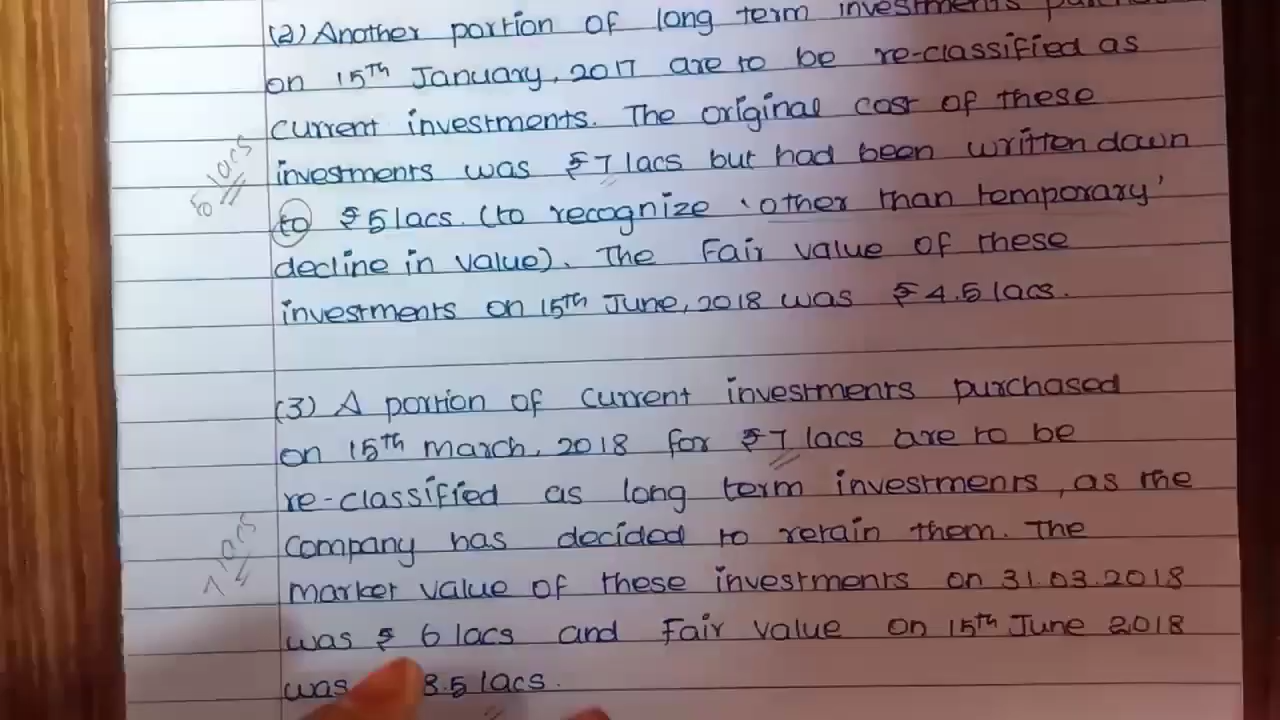 (2) Another portion of long term investments
on 15TH January, 2017 are to be re-classified as
current investments. The original cost of these
investments was ₹7 lacs but had been written down
5 lacs
to ₹5 lacs (to recognize 'other than temporary'
decline in value). The Fair value of these
investments on 15th June, 2018 was ₹4.5 lacs.
(3) A portion of current investments purchased
on 15th march, 2018 for ₹7 lacs are to be
re-classified as long term investments, as the
7 lacs
company has decided to retain them. The
market value of these investments on 31.03.2018
was ₹ 6 lacs and Fair value on 15th June 2018
was 8.5 lacs.